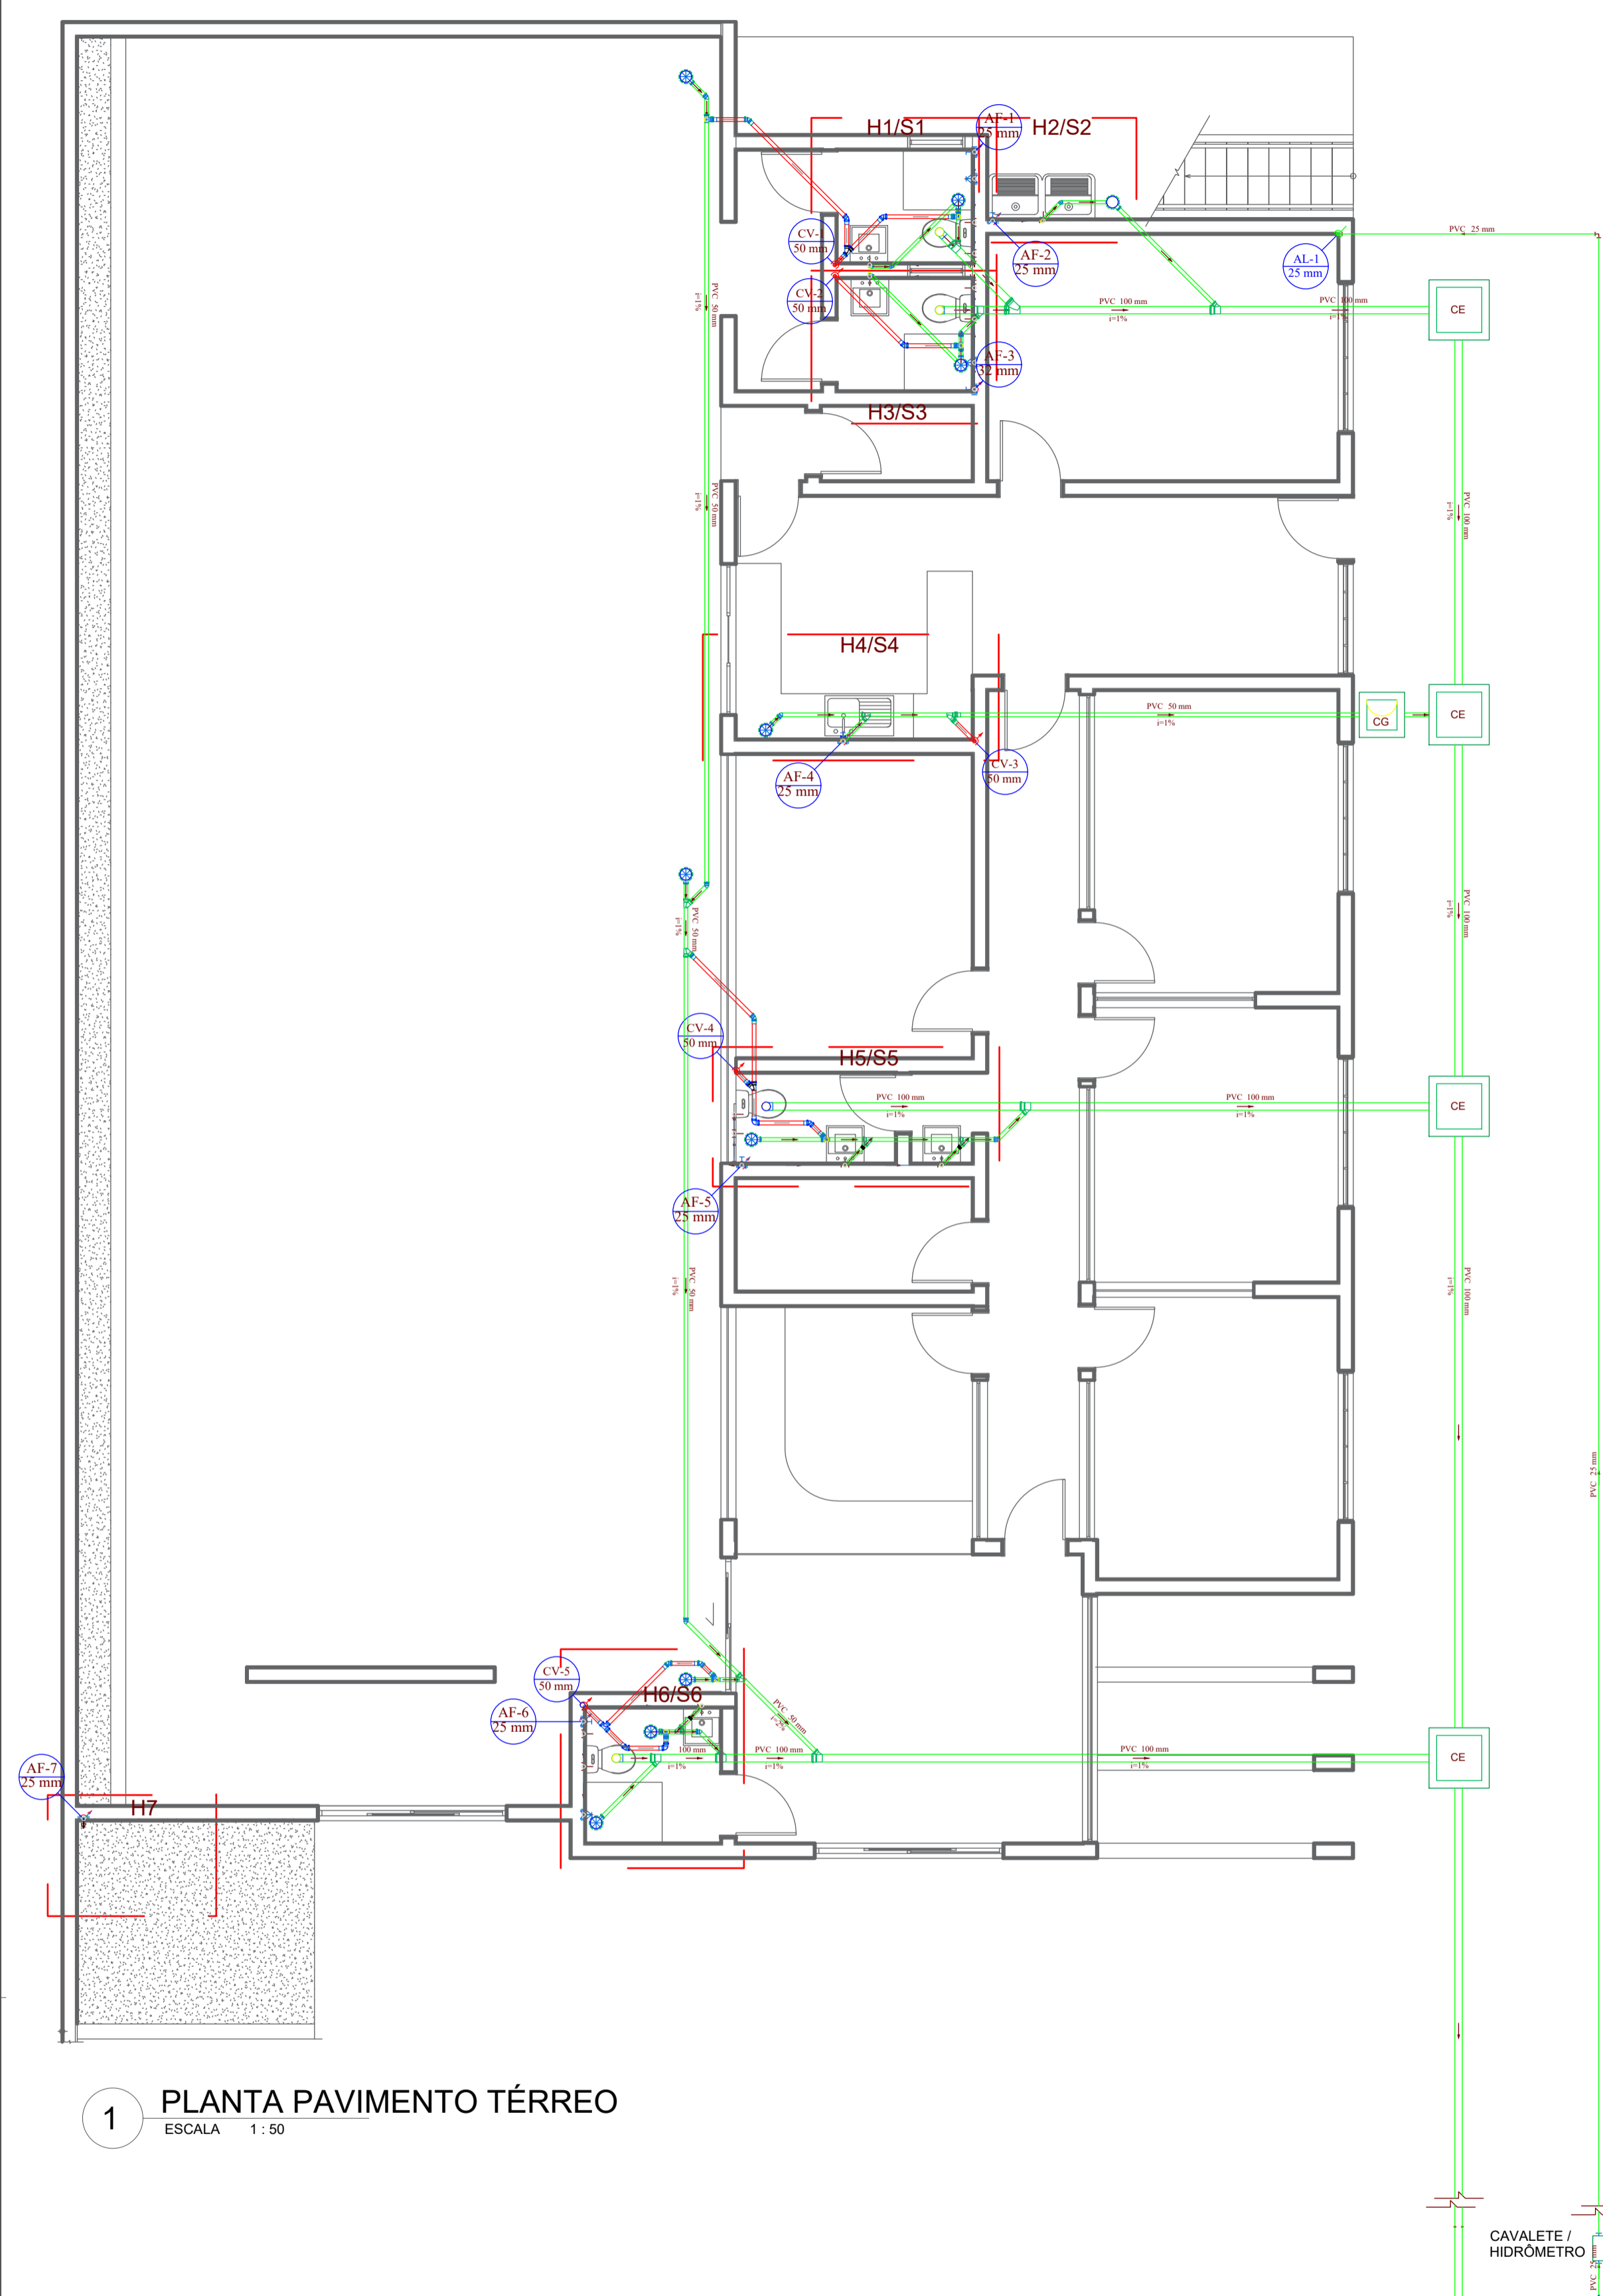 H1/S1
AF-1
25 mm
H2/S2
CV-1
50 mm
AF-2
25 mm
AL-1
25 mm
PVC 25 mm
CV-2
50 mm
PVC 50 mm
i=1%
PVC 100 mm
i=1%
PVC 100 mm
i=1%
CE
AF-3
32 mm
H3/S3
PVC 50 mm
i=1%
PVC 100 mm
i=1%
H4/S4
PVC 50 mm
i=1%
CG
CE
AF-4
25 mm
CV-3
50 mm
PVC 50 mm
i=1%
PVC 100 mm
i=1%
CV-4
50 mm
H5/S5
PVC 100 mm
i=1%
PVC 100 mm
i=1%
CE
AF-5
25 mm
PVC 50 mm
i=1%
PVC 100 mm
i=1%
PVC 25 mm
CV-5
50 mm
H6/S6
AF-6
25 mm
PVC 50 mm
i=2%
100 mm
i=1%
PVC 100 mm
i=1%
PVC 100 mm
i=1%
CE
AF-7
25 mm
H7
1
PLANTA PAVIMENTO TÉRREO
ESCALA 1 : 50
CAVALETE /
HIDRÔMETRO
PVC 25 mm